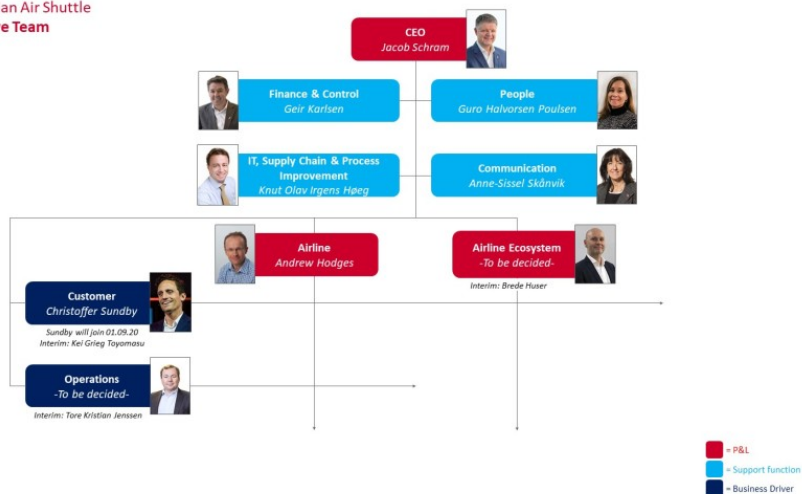 an Air Shuttle
e Team
CEO
Jacob Schram
Finance & Control
Geir Karlsen
People
Guro Halvorsen Poulsen
IT, Supply Chain & Process
Improvement
Knut Olav Irgens Høeg
Communication
Anne-Sissel Skånvik
Airline
Andrew Hodges
Airline Ecosystem
-To be decided-
Interim: Brede Huser
Customer
Christoffer Sundby
Sundby will join 01.09.20
Interim: Kei Grieg Toyomasu
Operations
-To be decided-
Interim: Tore Kristian Jenssen
= P&L
= Support function
= Business Driver